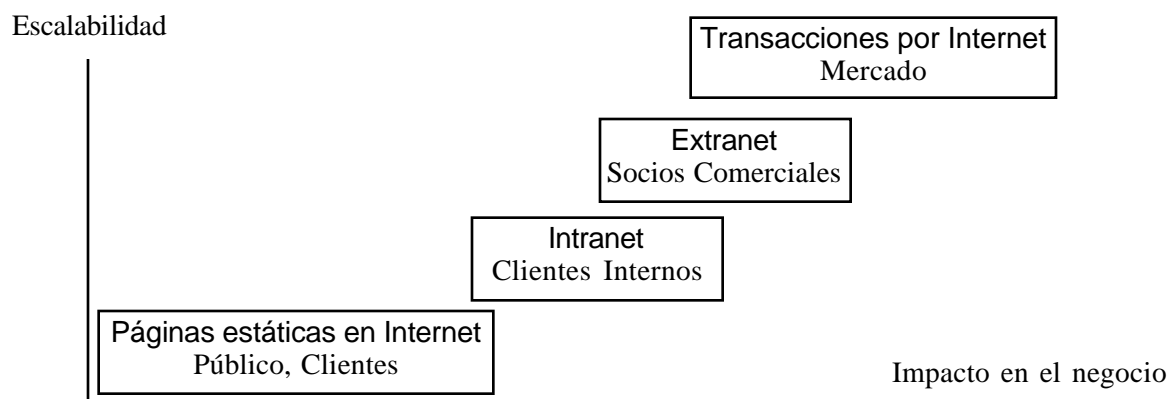 Escalabilidad
Transacciones por Internet
Mercado
Extranet
Socios Comerciales
Intranet
Clientes Internos
Páginas estáticas en Internet
Público, Clientes
Impacto en el negocio